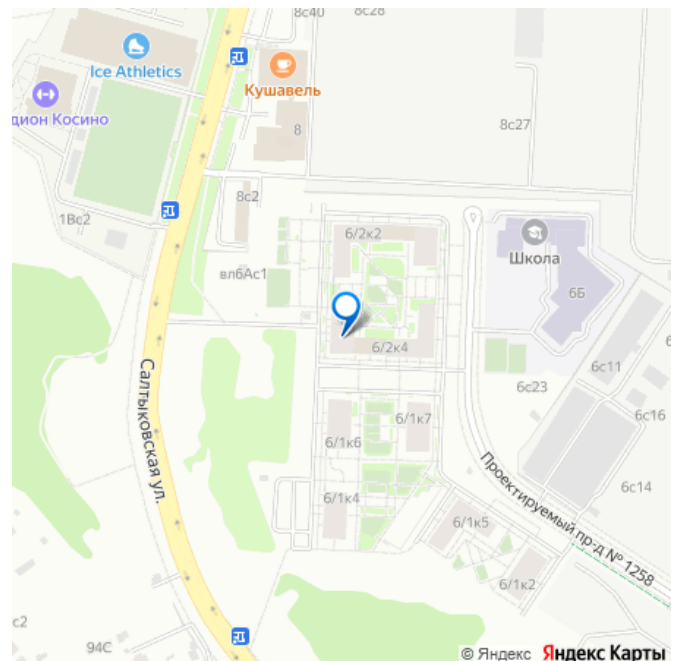 8с40
8с28
Ice Athletics
Кушавель
дион Косино
8
8с27
8с2
1Вс2
6/2к2
Школа
вл6Ас1
6Б
6/2к4
6с11
6с23
Салтыковская ул.
6/1к7
6с16
6/1к6
Проектируемый пр-д № 1258
6с14
6/1к4
6/1к5
6/1к2
с2
94С
© Яндекс Яндекс Карты